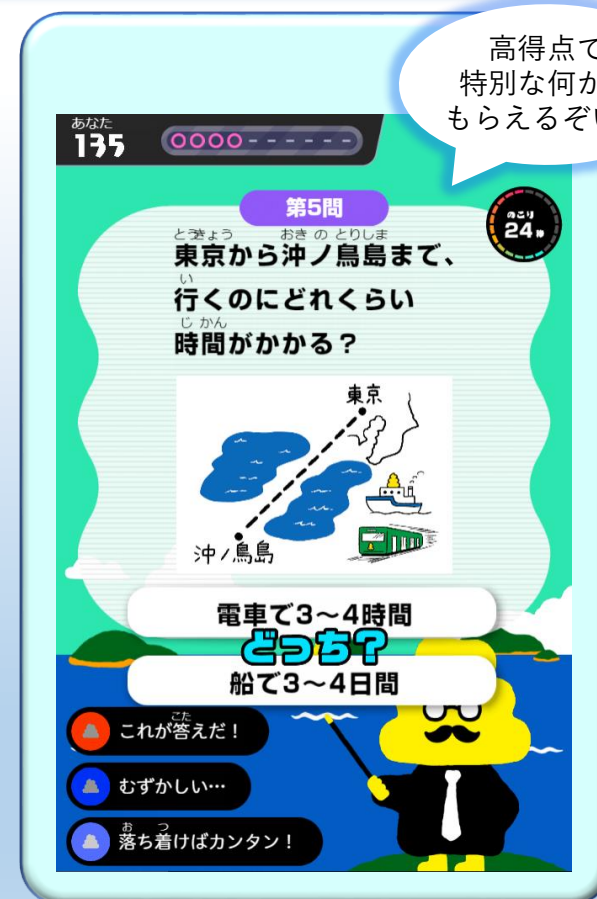 高得点で
特別な何か
もらえるぞい
あなた
135
第5問
のこり
24秒
とうきょう おき の とりしま
東京から沖ノ鳥島まで、
い
行くのにどれくらい
じ かん
時間がかかる？
東京
沖ノ鳥島
電車で3～4時間
どっち？
船で3～4日間
こた
これが答えだ！
むずかしい…
お つ
落ち着けばカンタン！